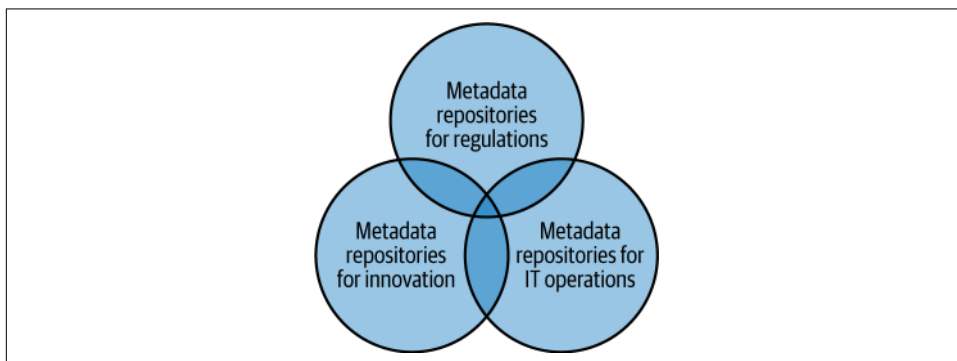 Metadata
repositories
for regulations
Metadata
repositories
for innovation
Metadata
repositories for
IT operations